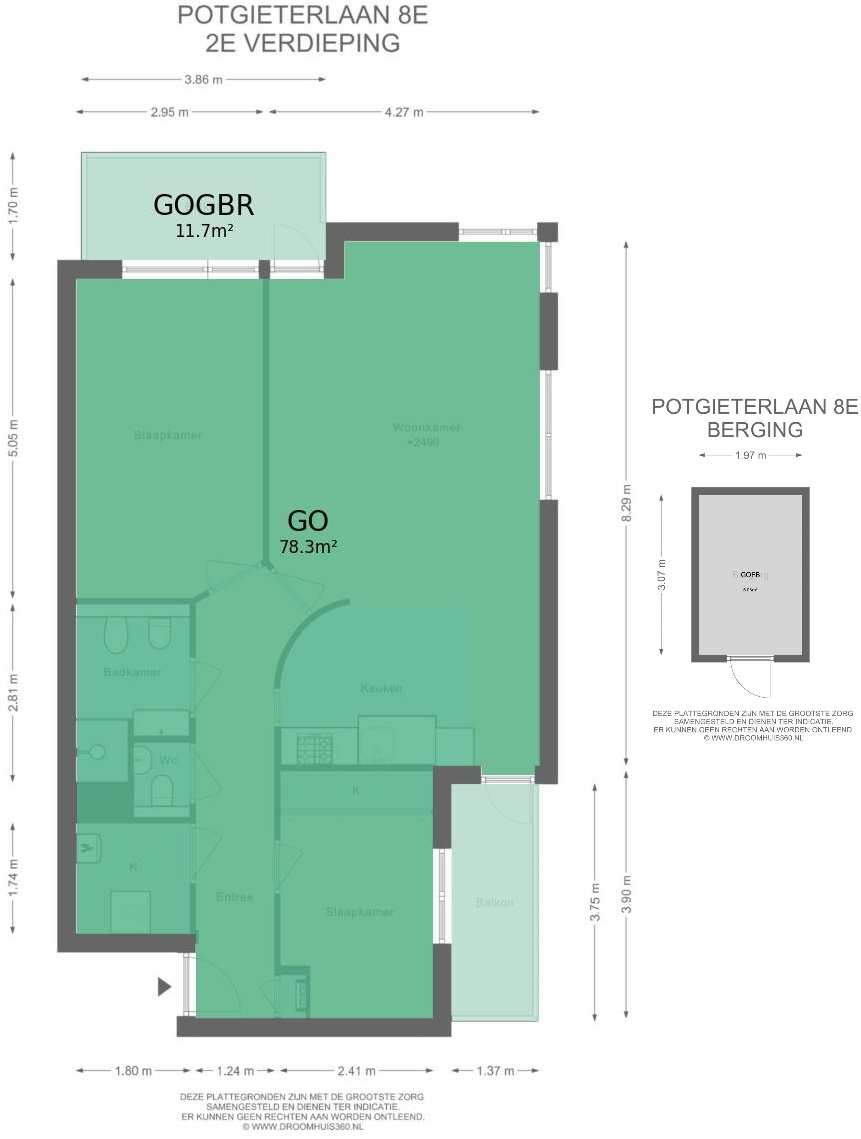 POTGIETERLAAN 8E
2E VERDIEPING
3.86 m
2.95 m
4.27 m
1.70 m
GOGBR
11.7m²
5.05 m
Slaapkamer
Woonkamer
+2490
GO
78.3m²
8.29 m
2.81 m
Badkamer
Keuken
Wc
K
1.74 m
K
Entree
Slaapkamer
Balkon
3.75 m
3.90 m
1.80 m
1.24 m
2.41 m
1.37 m
DEZE PLATTEGRONDEN ZIJN MET DE GROOTSTE ZORG
SAMENGESTELD EN DIENEN TER INDICATIE.
ER KUNNEN GEEN RECHTEN AAN WORDEN ONTLEEND.
© WWW.DROOMHUIS360.NL
POTGIETERLAAN 8E
BERGING
1.97 m
3.07 m
DEZE PLATTEGRONDEN ZIJN MET DE GROOTSTE ZORG
SAMENGESTELD EN DIENEN TER INDICATIE.
ER KUNNEN GEEN RECHTEN AAN WORDEN ONTLEEND.
© WWW.DROOMHUIS360.NL